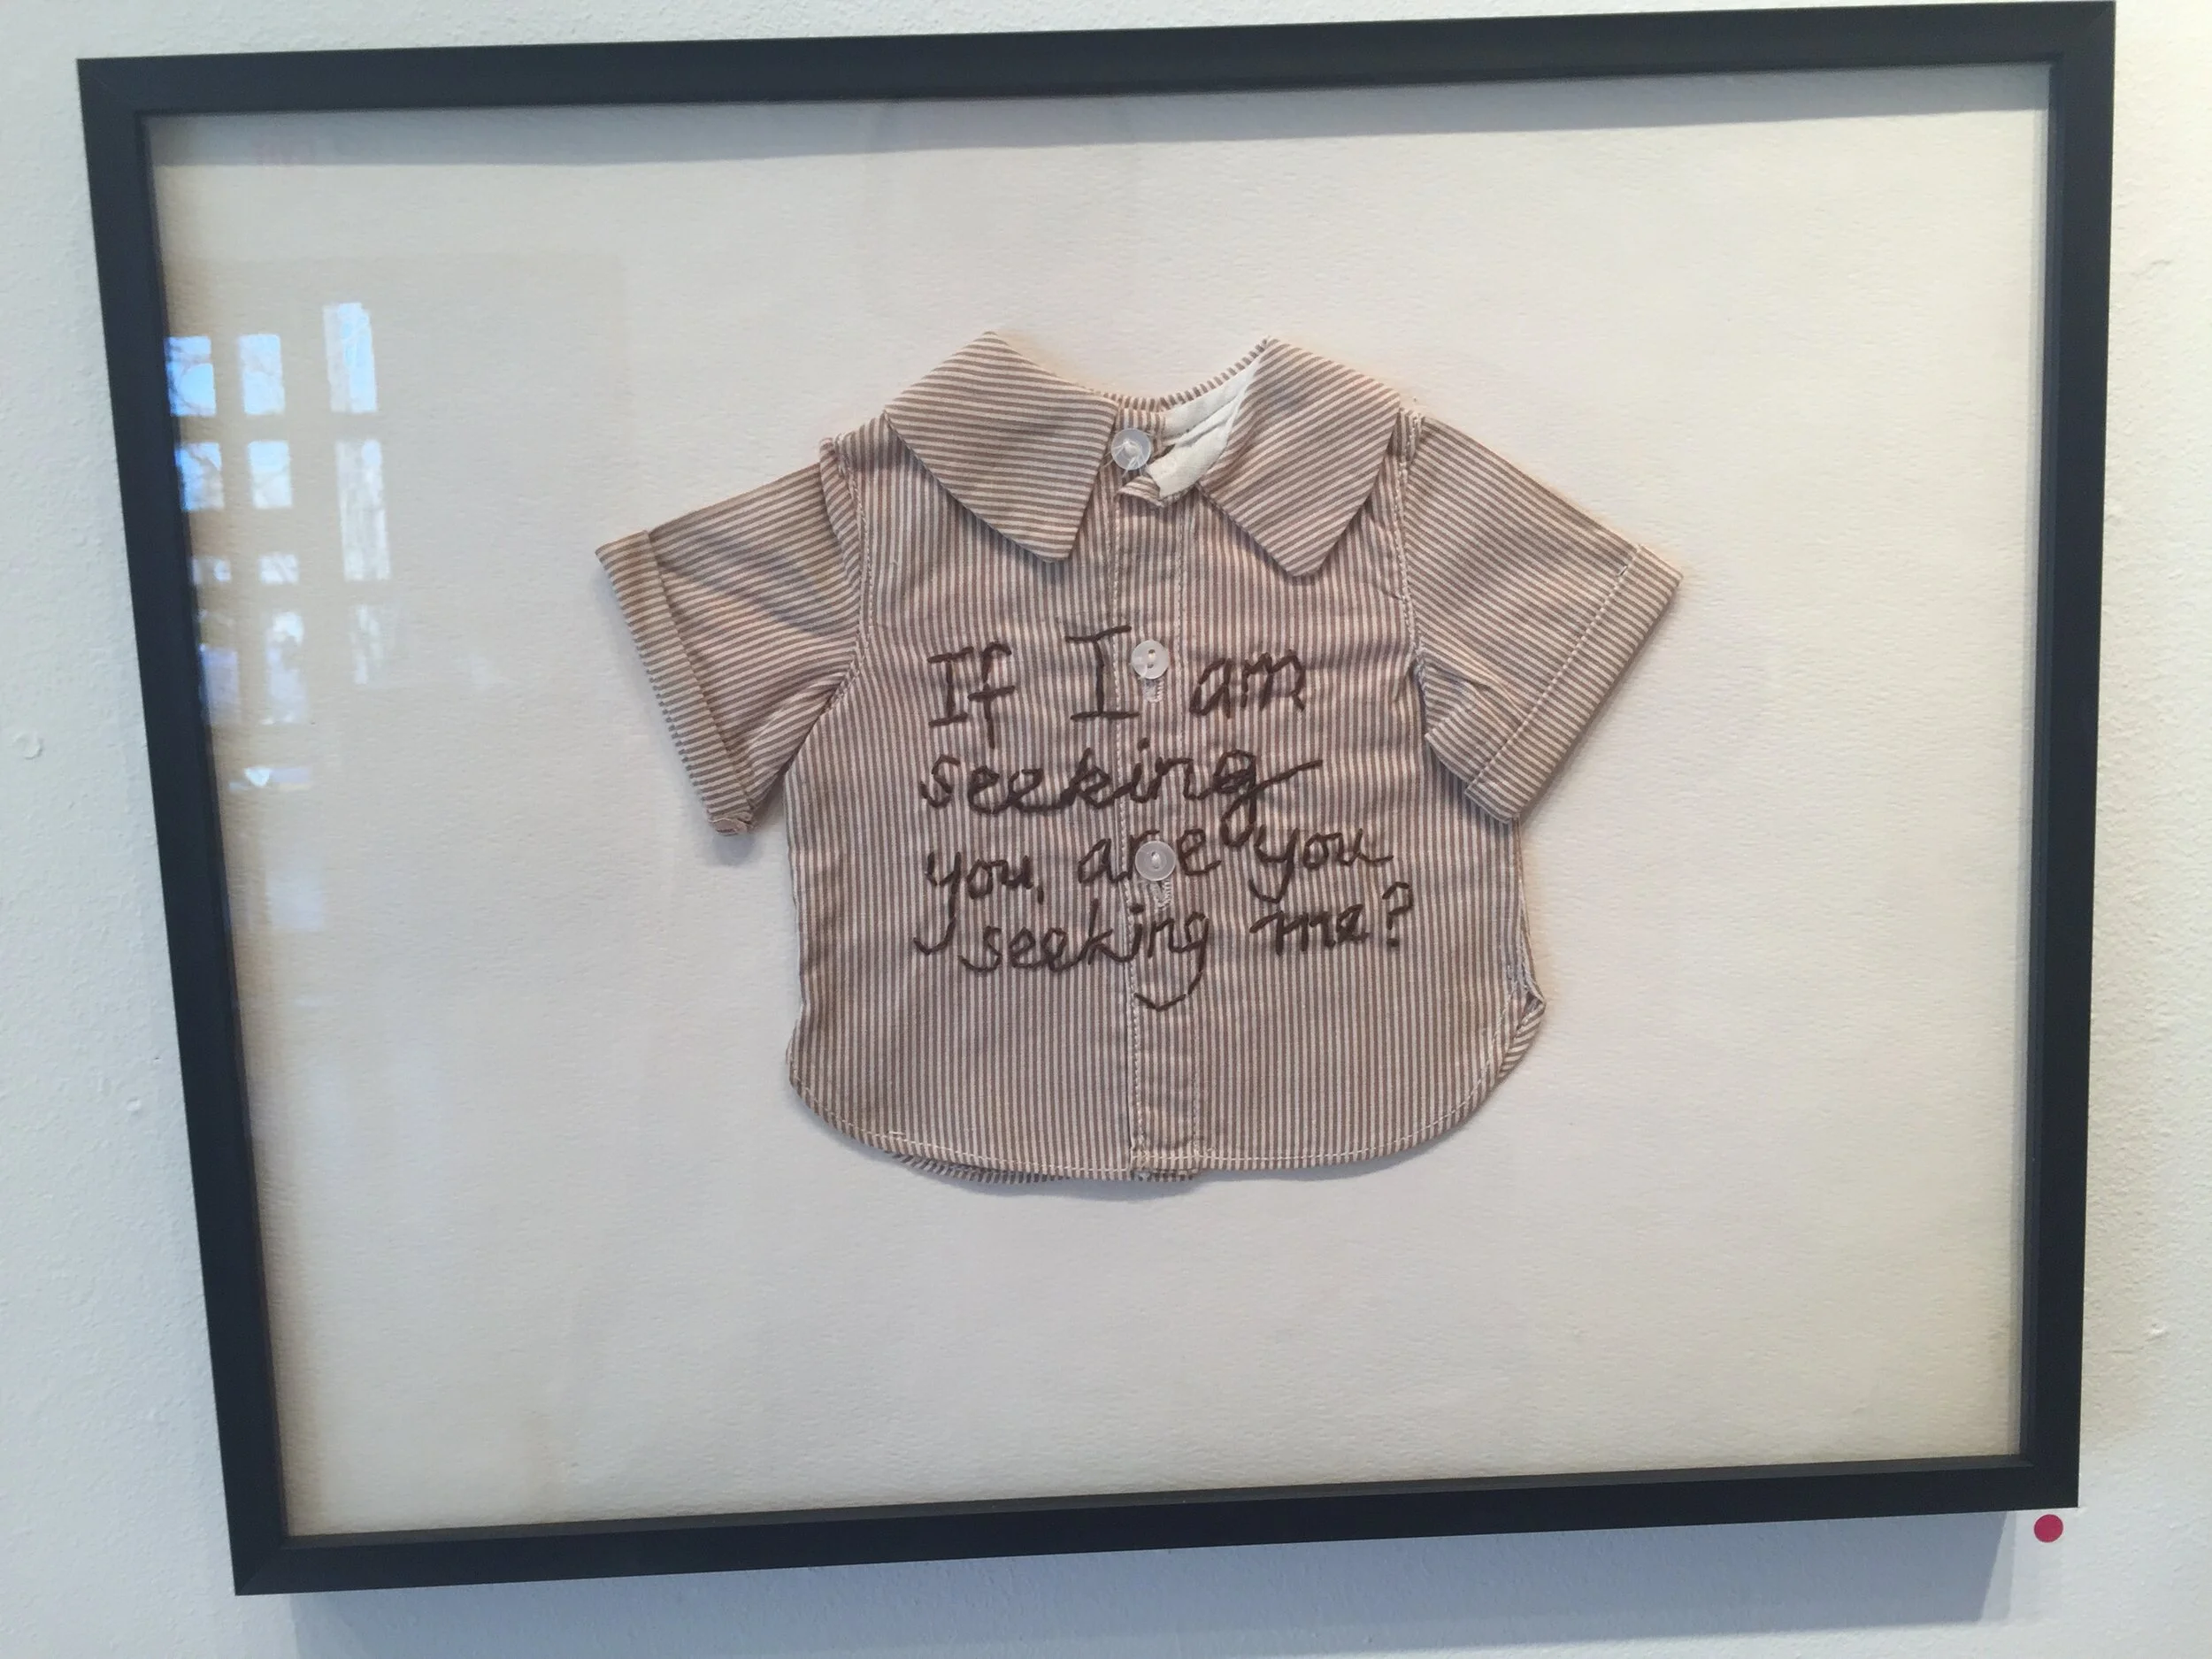 If I am
seeking
you, are you
seeking me?